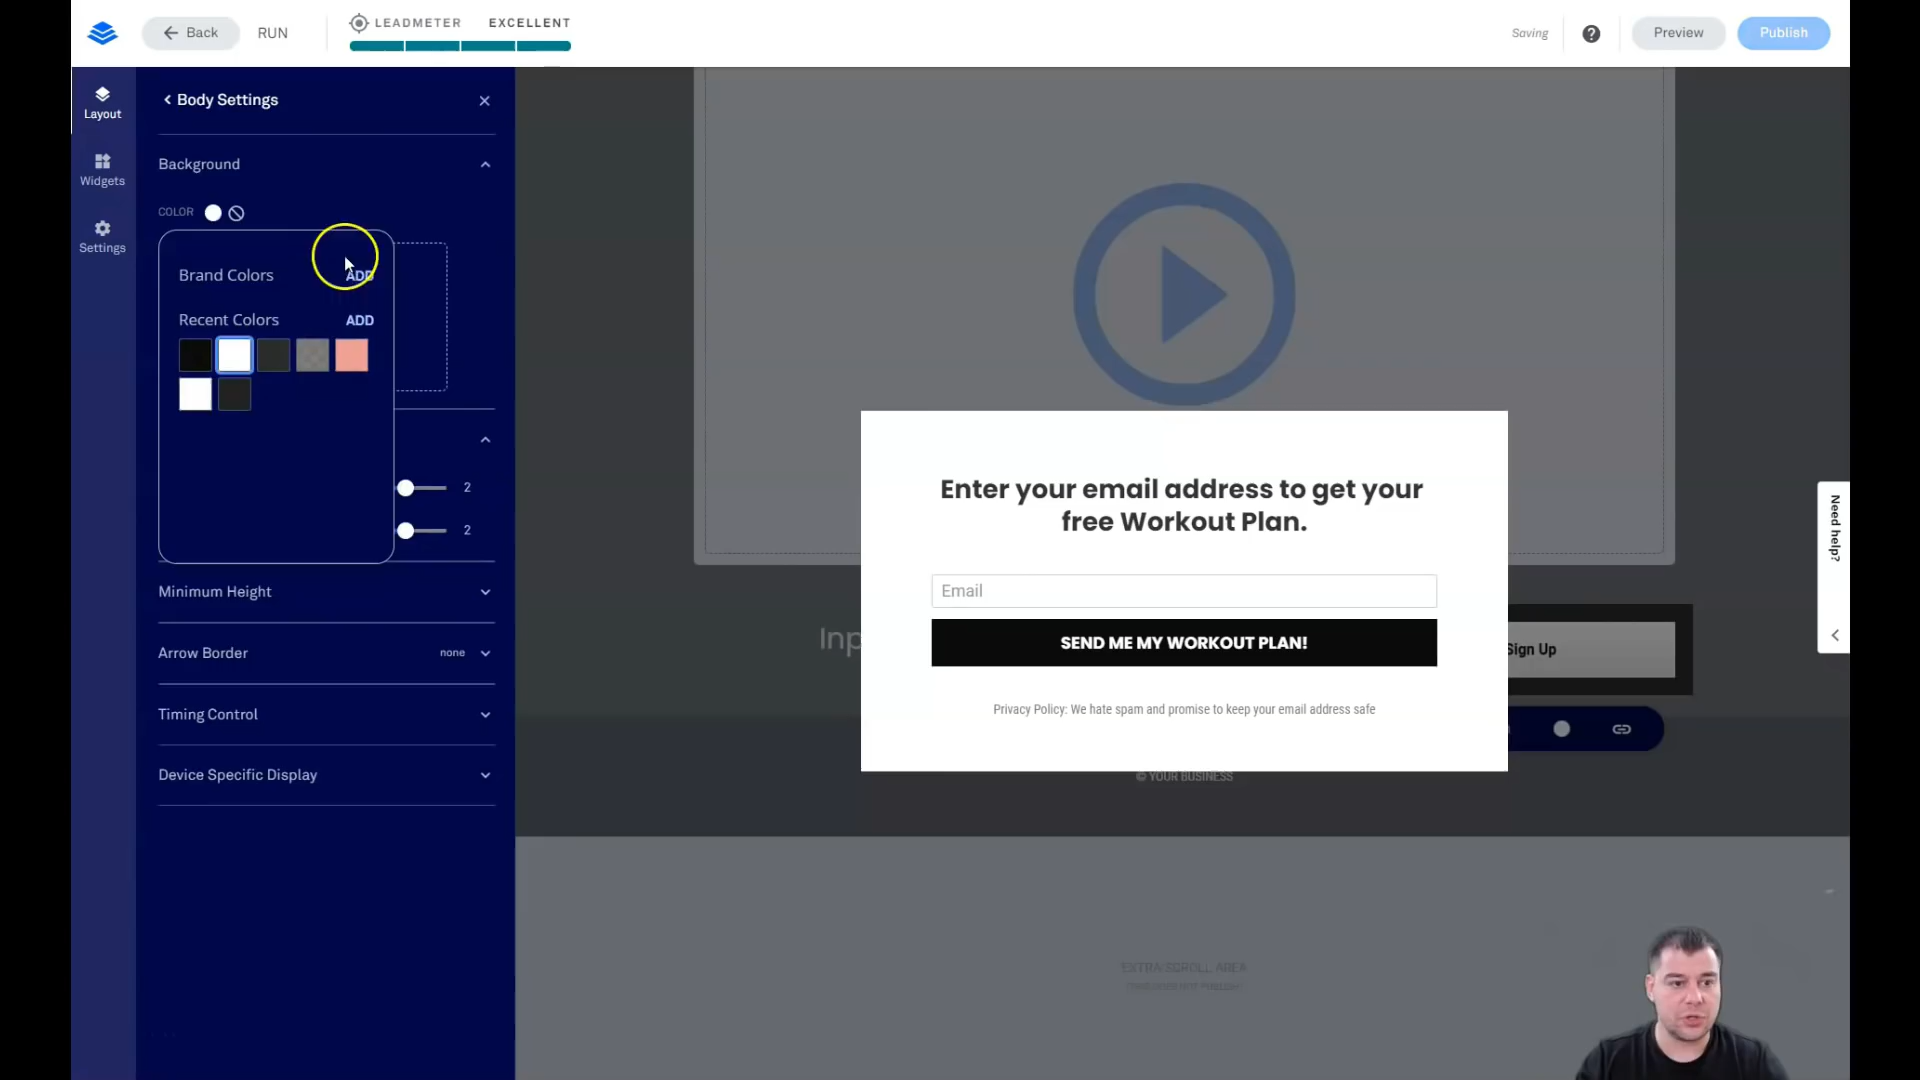 Back
RUN
LEADMETER
EXCELLENT
Saving
Preview
Publish
Layout
Widgets
Settings
Body Settings
Background
COLOR
Brand Colors
ADD
Recent Colors
ADD
2
2
Minimum Height
Arrow Border
none
Timing Control
Device Specific Display
Enter your email address to get your
free Workout Plan.
Email
SEND ME MY WORKOUT PLAN!
Privacy Policy: We hate spam and promise to keep your email address safe
Inp
Sign Up
© YOUR BUSINESS
EXTRA SCROLL AREA
Need help?